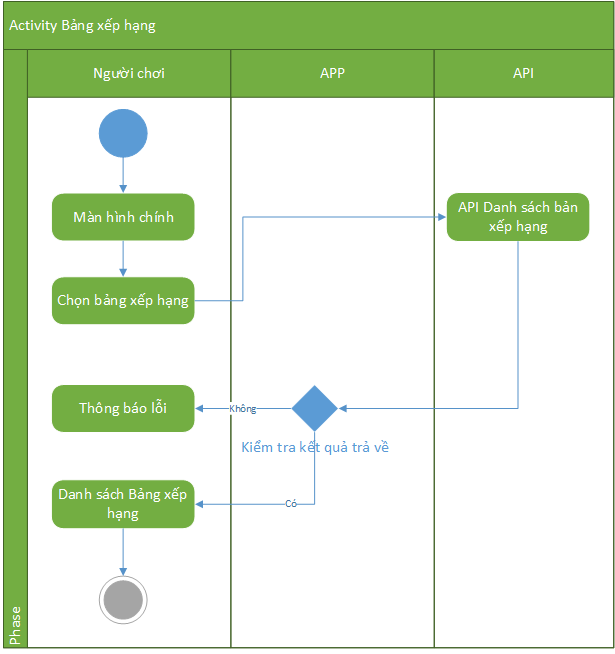 Activity Bảng xếp hạng
Người chơi
APP
API
Màn hình chính
API Danh sách bản
xếp hạng
Chọn bảng xếp hạng
Thông báo lỗi
Không
Kiểm tra kết quả trả về
Danh sách Bảng xếp
hạng
Có
Phase